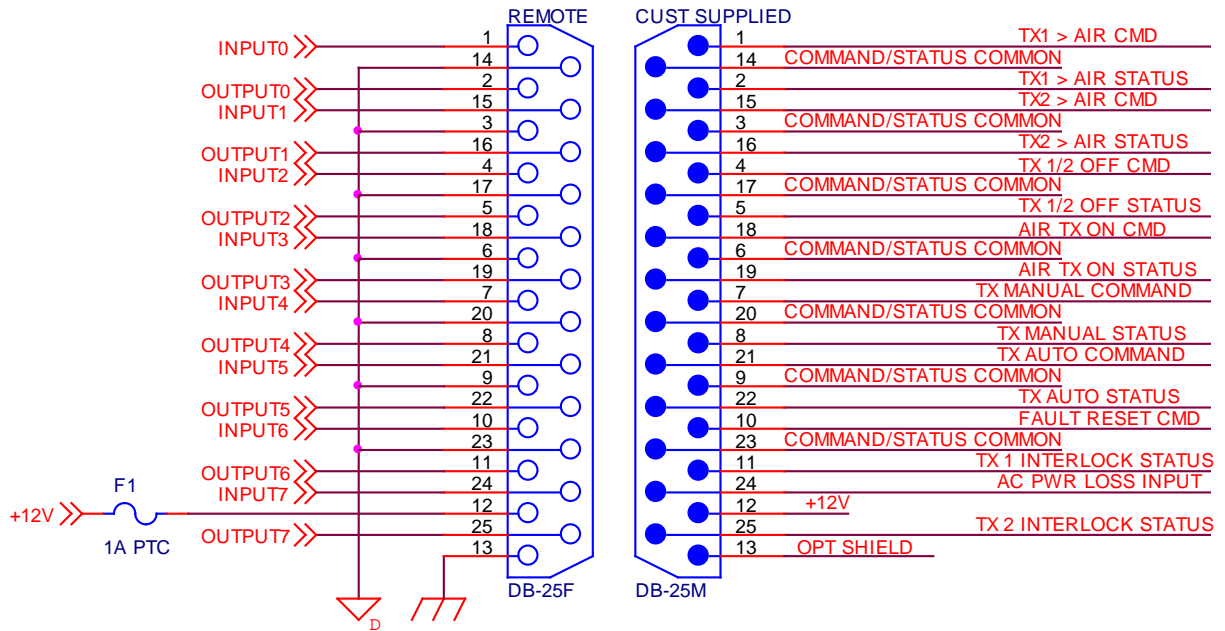 REMOTE CUST SUPPLIED
INPUT0 1 1 TX1 > AIR CMD
14 14 COMMAND/STATUS COMMON
OUTPUT0 2 2 TX1 > AIR STATUS
INPUT1 15 15 TX2 > AIR CMD
3 3 COMMAND/STATUS COMMON
OUTPUT1 16 16 TX2 > AIR STATUS
INPUT2 4 4 TX 1/2 OFF CMD
17 17 COMMAND/STATUS COMMON
OUTPUT2 5 5 TX 1/2 OFF STATUS
INPUT3 18 18 AIR TX ON CMD
6 6 COMMAND/STATUS COMMON
OUTPUT3 19 19 AIR TX ON STATUS
INPUT4 7 7 TX MANUAL COMMAND
20 20 COMMAND/STATUS COMMON
OUTPUT4 8 8 TX MANUAL STATUS
INPUT5 21 21 TX AUTO COMMAND
9 9 COMMAND/STATUS COMMON
OUTPUT5 22 22 TX AUTO STATUS
INPUT6 10 10 FAULT RESET CMD
23 23 COMMAND/STATUS COMMON
OUTPUT6 11 11 TX 1 INTERLOCK STATUS
F1 INPUT7 24 24 AC PWR LOSS INPUT
+12V 12 12 +12V
1A PTC OUTPUT7 25 25 TX 2 INTERLOCK STATUS
13 13 OPT SHIELD
DB-25F DB-25M
D